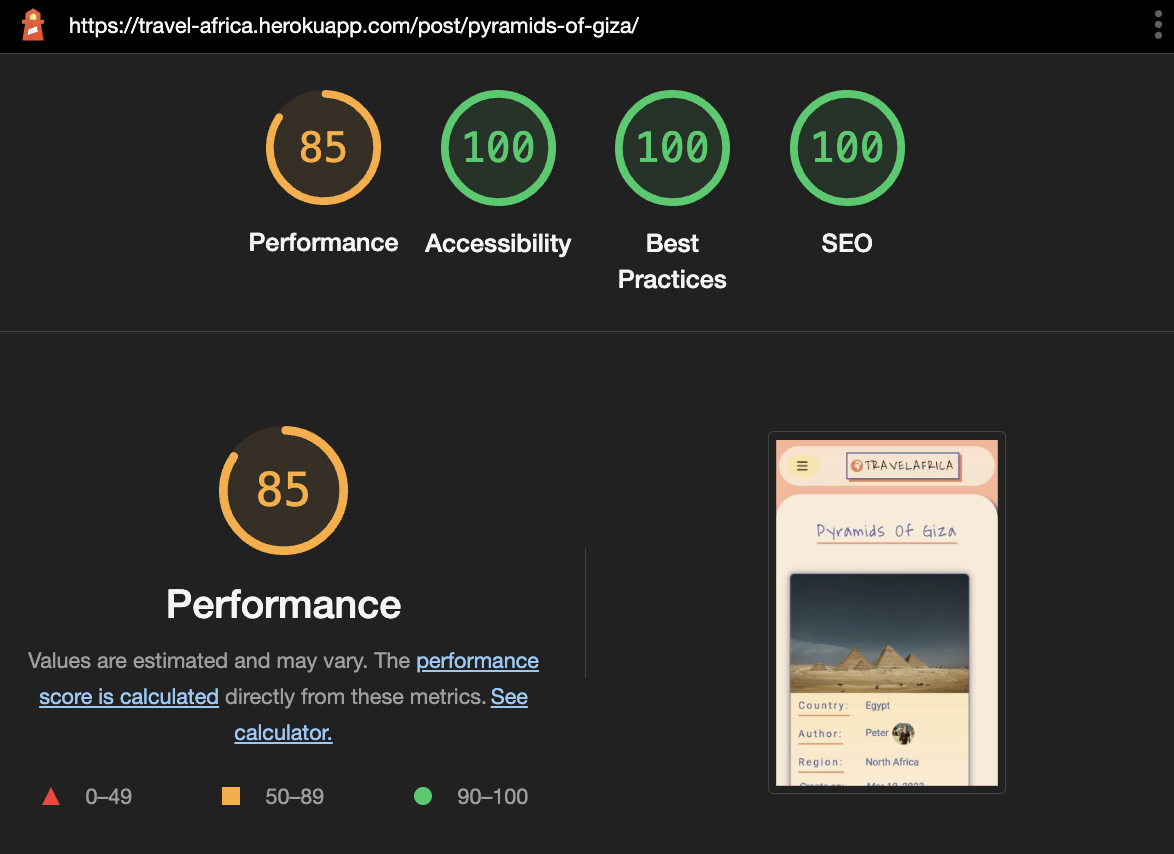 https://travel-africa.herokuapp.com/post/pyramids-of-giza/
85
100
100
100
Performance
Accessibility
Best
Practices
SEO
85
Performance
Values are estimated and may vary. The performance
score is calculated directly from these metrics. See
calculator.
0–49
50–89
90–100
TRAVELAFRICA
Pyramids Of Giza
Country: Egypt
Author: Peter
Region: North Africa